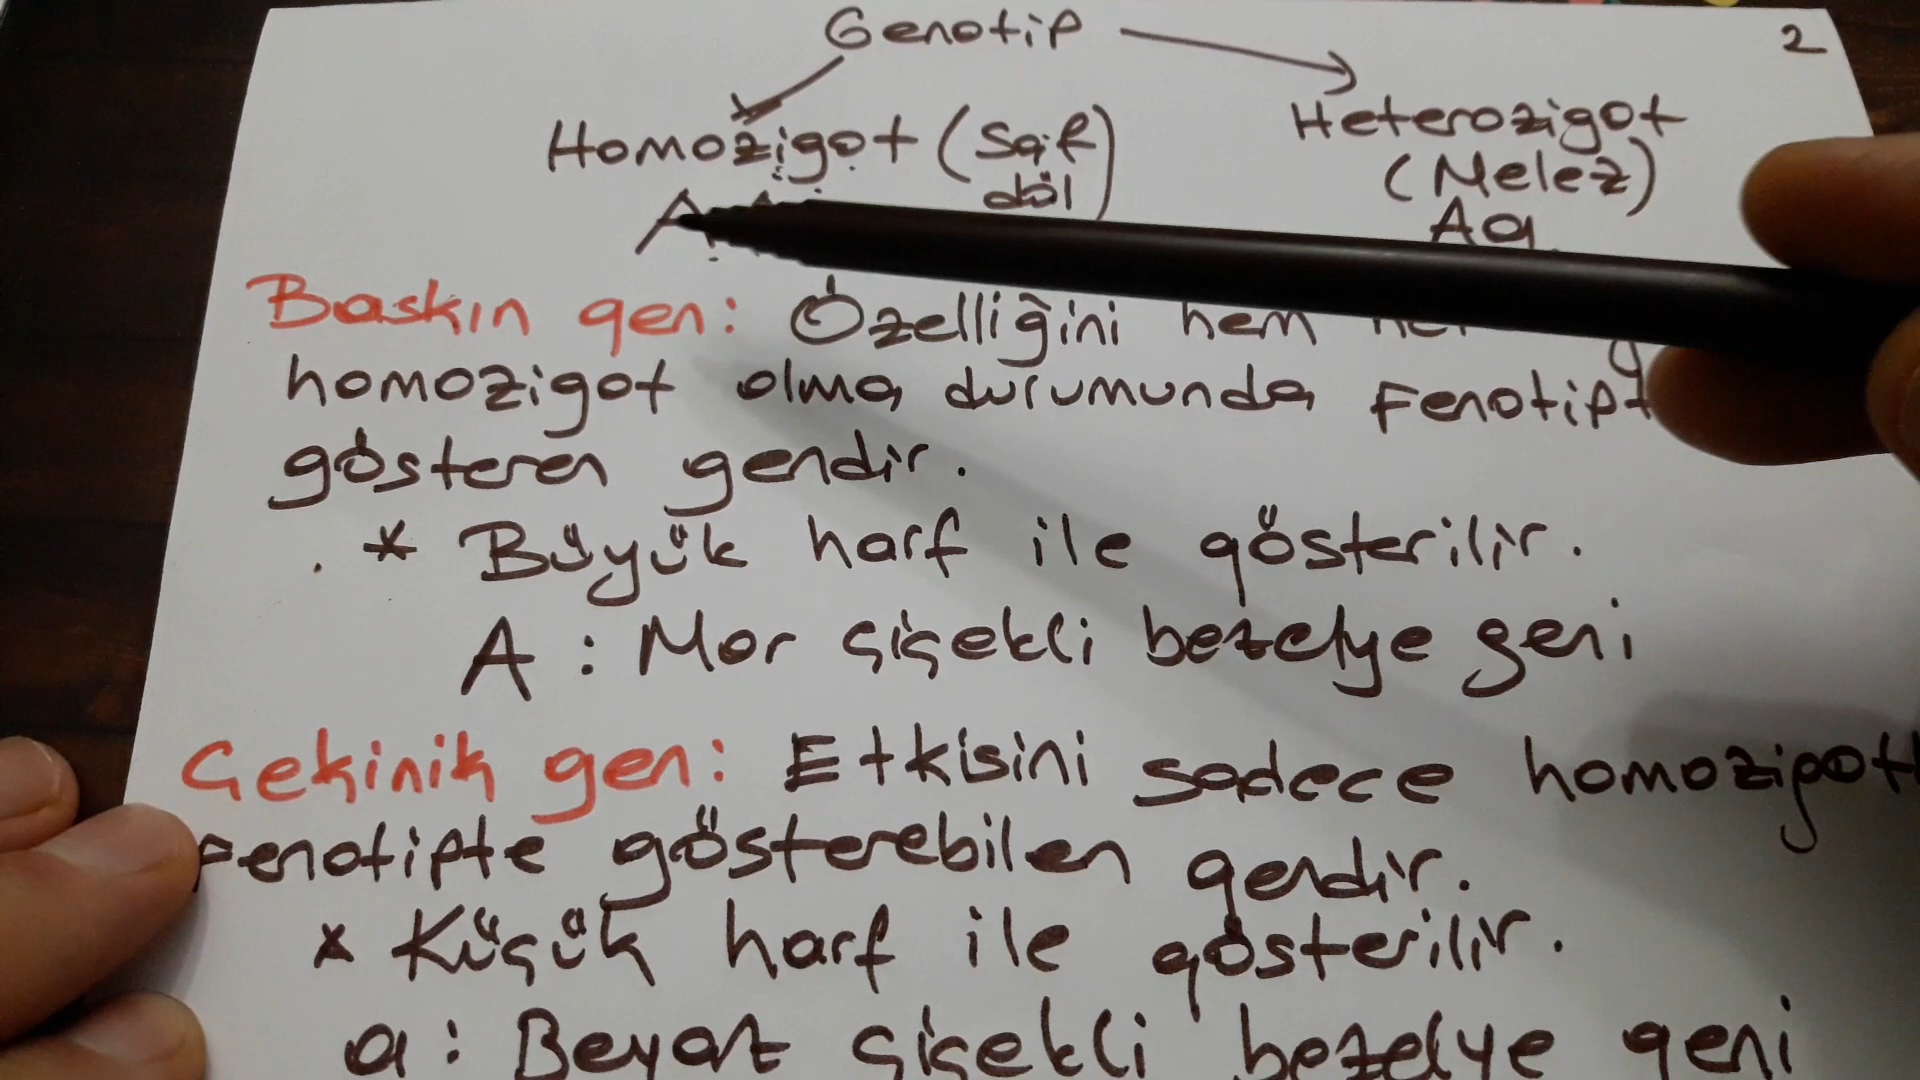 Genotip
2
Homozigot (Saf döl)
Heterozigot (Melez)
A
Aa
Baskın gen: Özelliğini hem
homozigot olma durumunda Fenotipt
gösteren gendir.
* Büyük harf ile gösterilir.
A : Mor çiçekli bezelye geni
Çekinik gen: Etkisini sadece homozigot
Fenotipte gösterebilen gendir.
* Küçük harf ile gösterilir.
a : Beyaz çiçekli bezelye geni